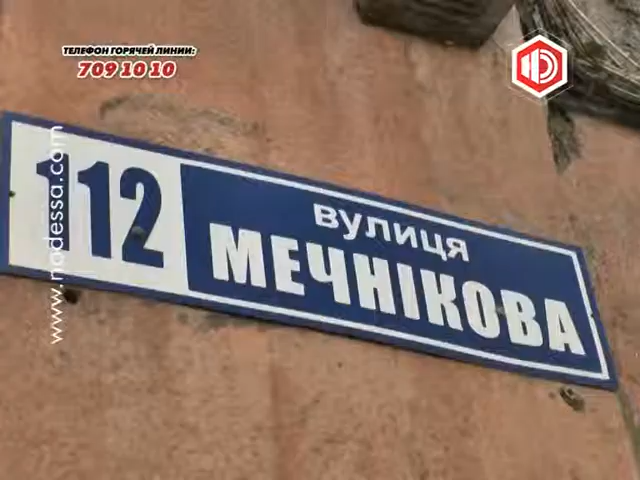 ТЕЛЕФОН ГОРЯЧЕЙ ЛИНИИ:
709 10 10
www.nodessa.com
112
вулиця
МЕЧНІКОВА